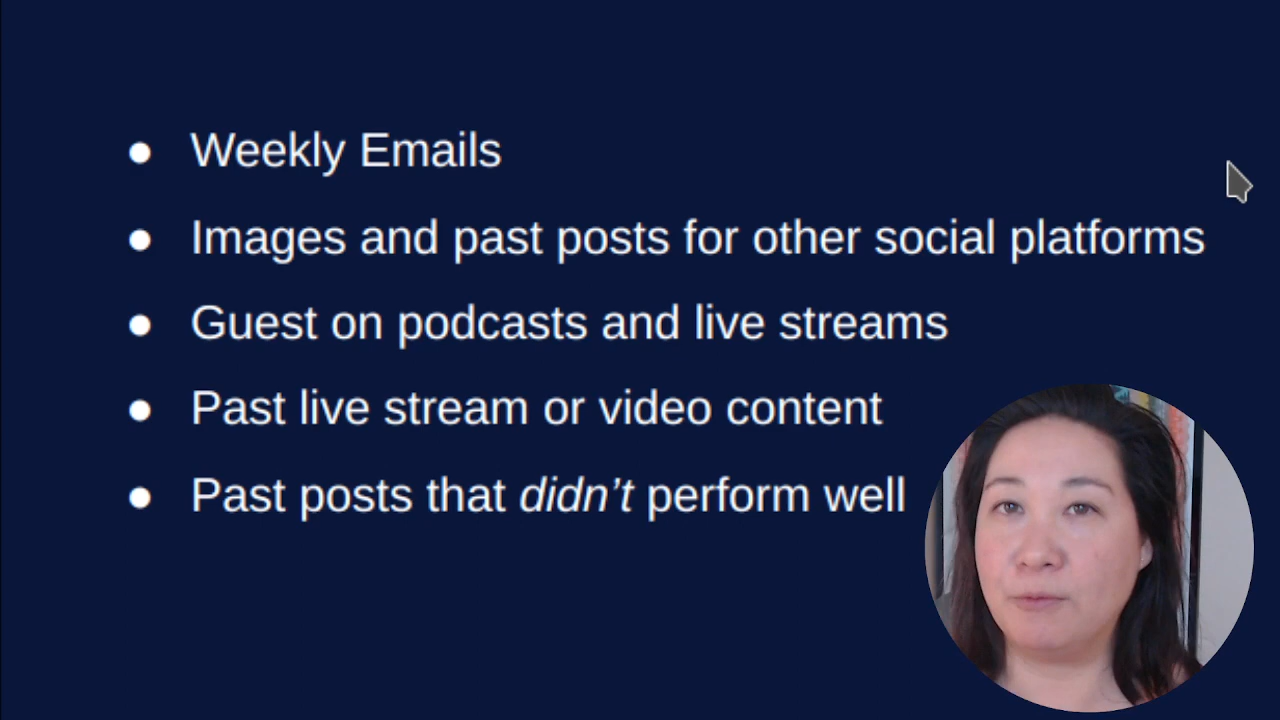 Weekly Emails
Images and past posts for other social platforms
Guest on podcasts and live streams
Past live stream or video content
Past posts that didn’t perform well